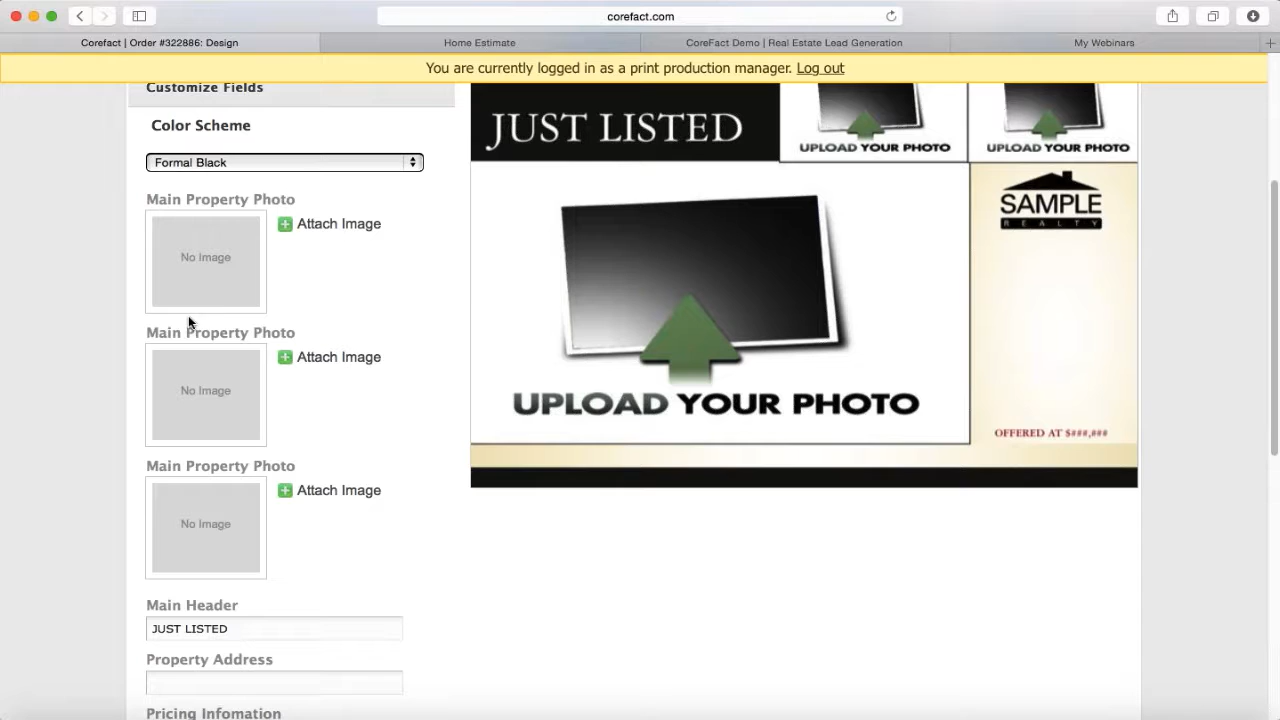 corefact.com
Corefact | Order #322886: Design
Home Estimate
CoreFact Demo | Real Estate Lead Generation
My Webinars
You are currently logged in as a print production manager. Log out
Customize Fields
Color Scheme
Formal Black
Main Property Photo
No Image
Attach Image
Main Property Photo
No Image
Attach Image
Main Property Photo
No Image
Attach Image
Main Header
JUST LISTED
Property Address
Pricing Infomation
JUST LISTED
UPLOAD YOUR PHOTO
UPLOAD YOUR PHOTO
UPLOAD YOUR PHOTO
SAMPLE
REALTY
OFFERED AT $###,###